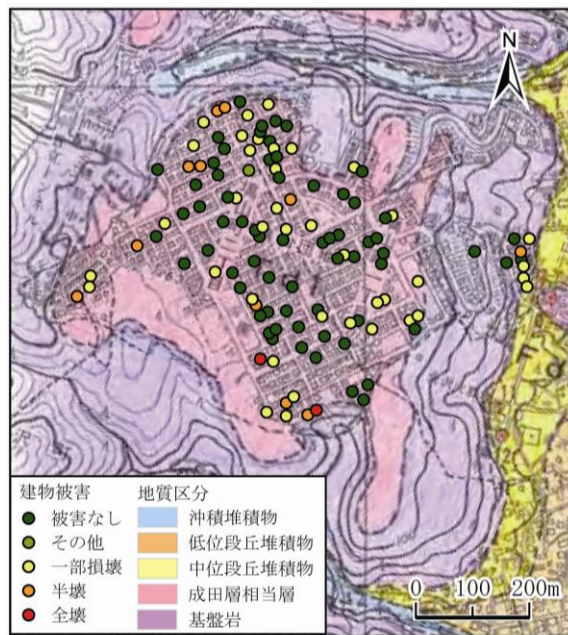 N
建物被害
被害なし
その他
一部損壊
半壊
全壊
地質区分
沖積堆積物
低位段丘堆積物
中位段丘堆積物
成田層相当層
基盤岩
0 100 200m